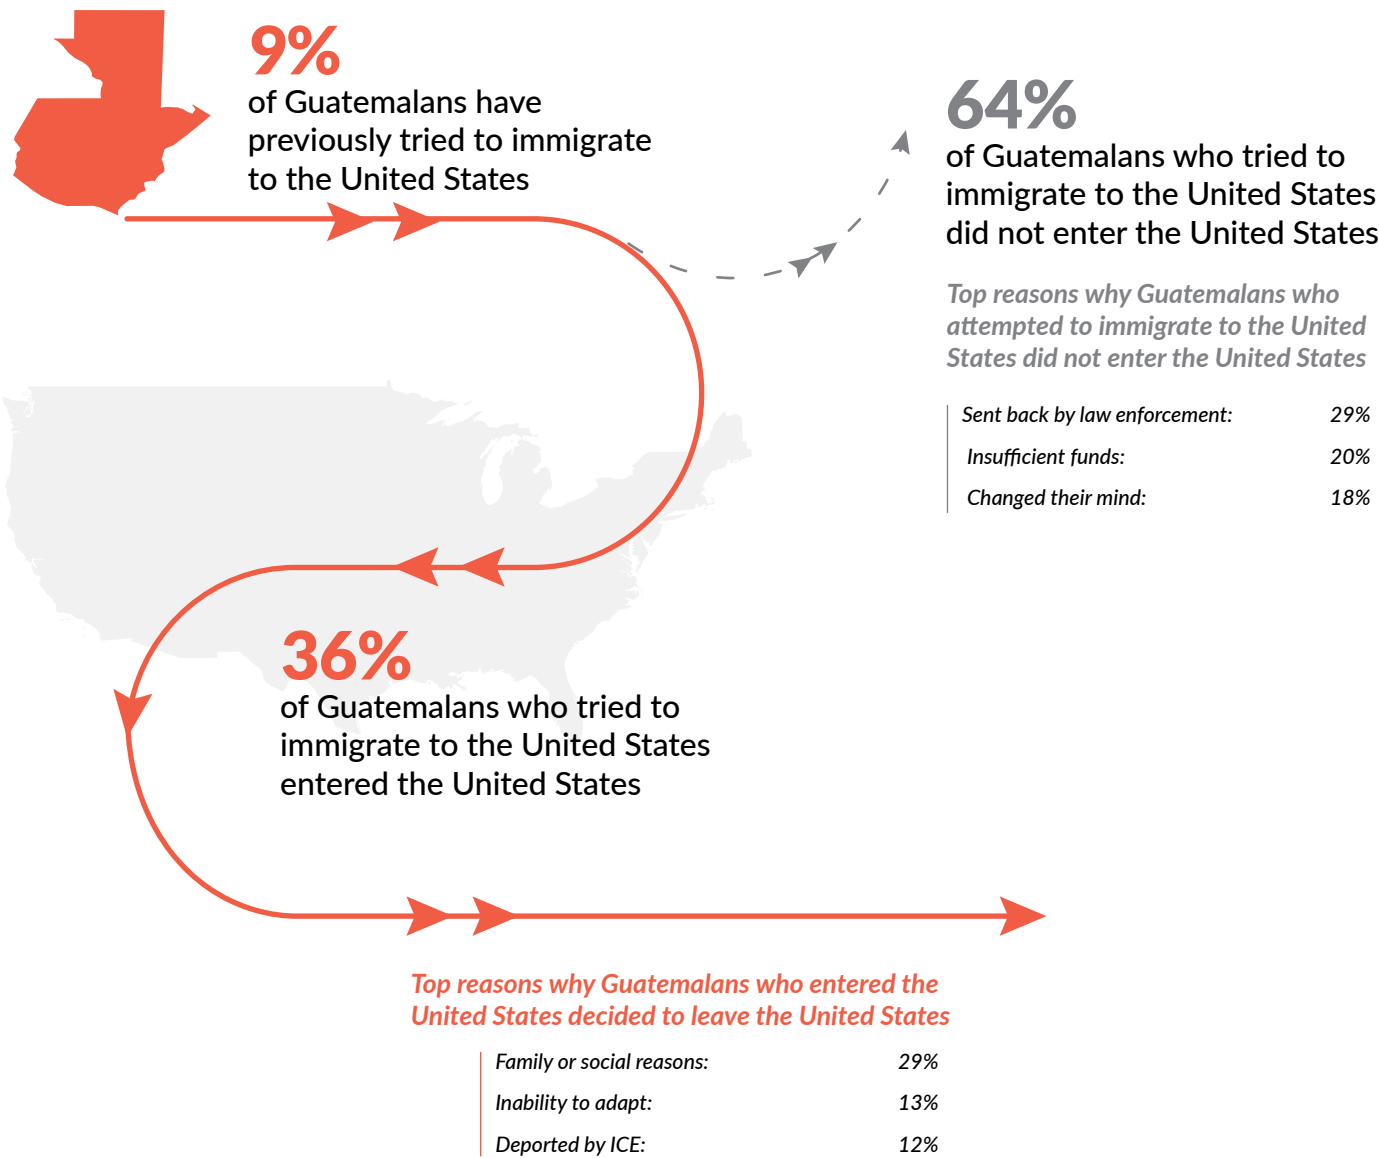 9%
of Guatemalans have
previously tried to immigrate
to the United States
64%
of Guatemalans who tried to
immigrate to the United States
did not enter the United States
Top reasons why Guatemalans who
attempted to immigrate to the United
States did not enter the United States
Sent back by law enforcement: 29%
Insufficient funds: 20%
Changed their mind: 18%
36%
of Guatemalans who tried to
immigrate to the United States
entered the United States
Top reasons why Guatemalans who entered the
United States decided to leave the United States
Family or social reasons: 29%
Inability to adapt: 13%
Deported by ICE: 12%